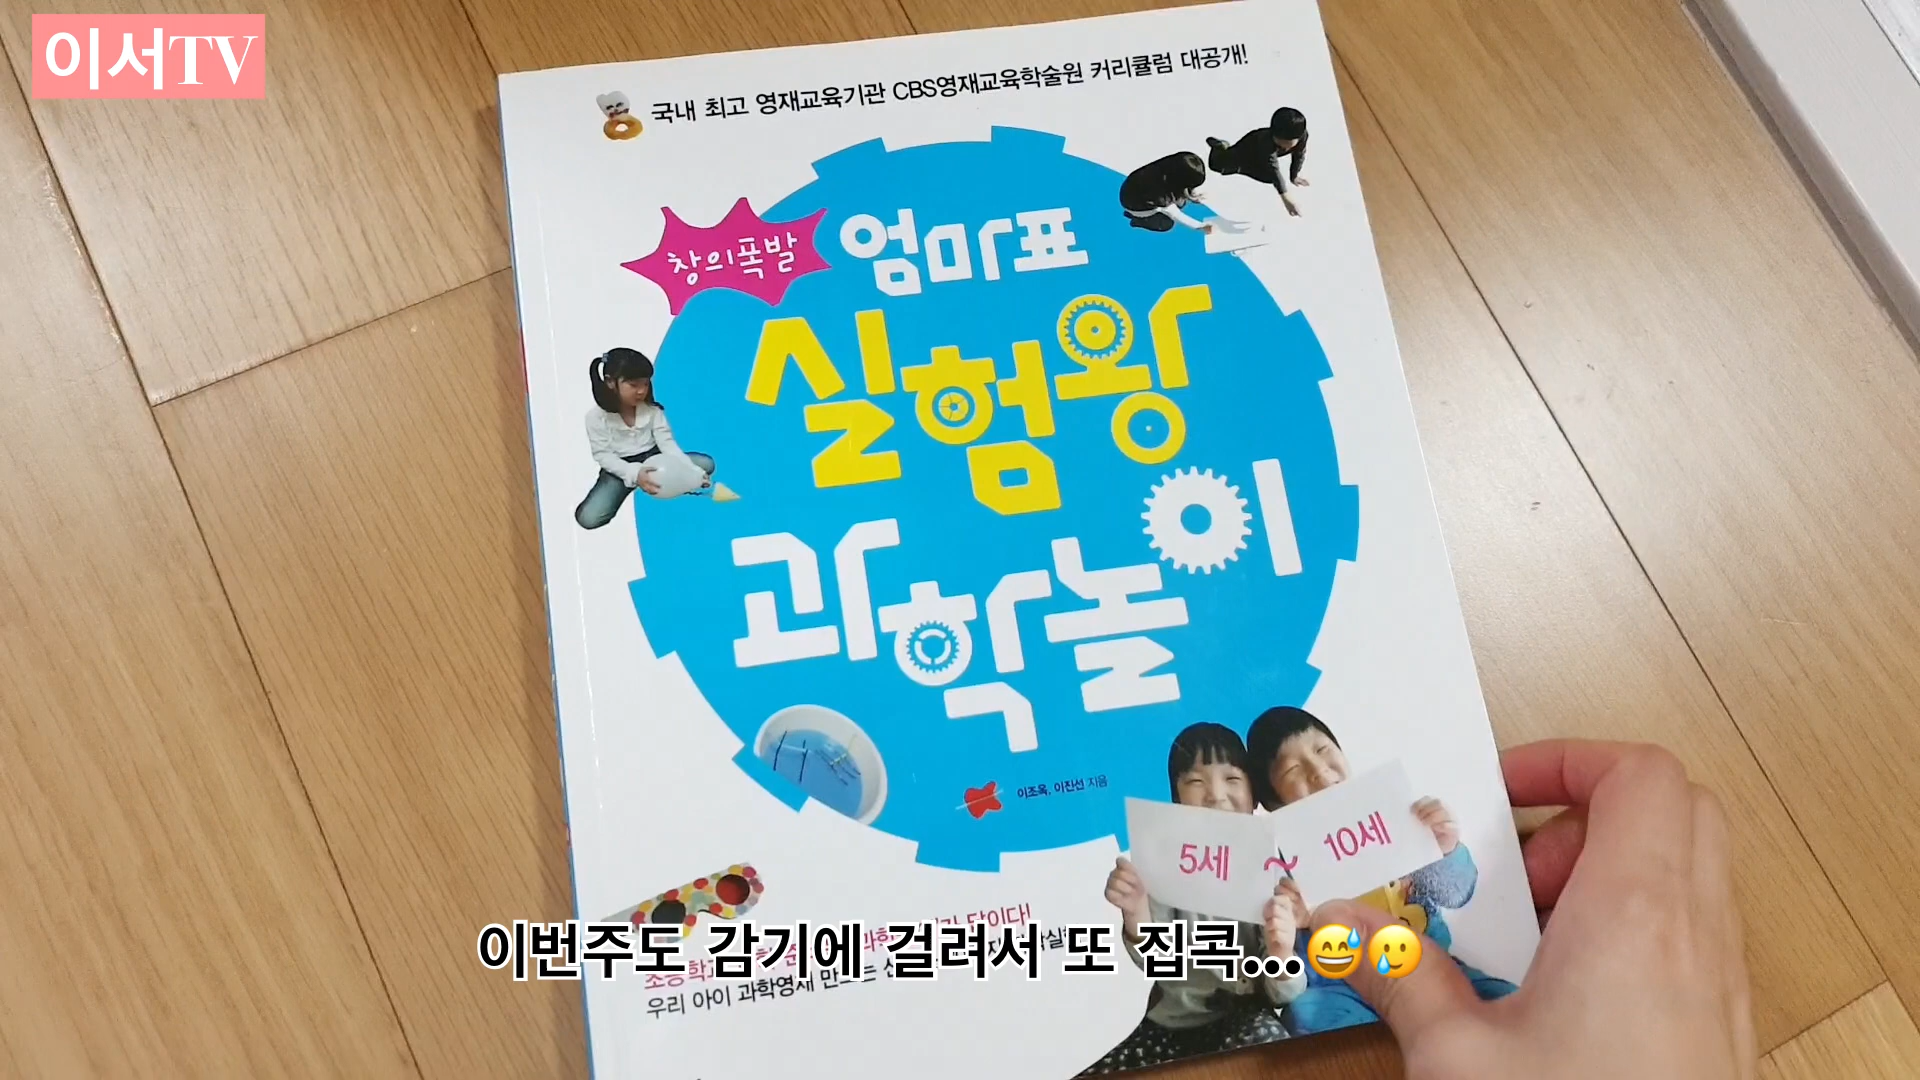 이서TV
국내 최고 영재교육기관 CBS영재교육학술원 커리큘럼 대공개!
창의폭발
엄마표
실험왕
과학놀이
이조옥, 이진선 지음
5세 ~ 10세
이번주도 감기에 걸려서 또 집콕...😅🥲
우리 아이 과학영재 만드는